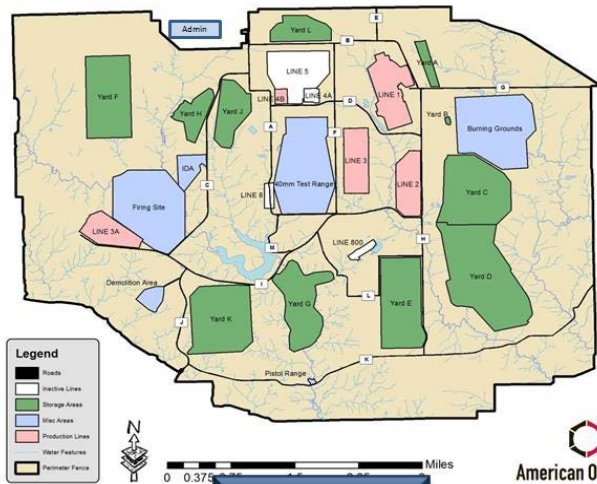 Admin
Yard L
E
B
Yard A
LINE 5
LINE 1
Yard F
LINE 4B
LINE 4A
D
G
Yard H
Yard J
Yard B
Burning Grounds
A
F
IDA
40mm Test Range
LINE 3
LINE 2
Yard C
C
LINE 8
Firing Site
LINE 3A
M
LINE 800
H
Demolition Area
I
Yard G
L
Yard E
Yard D
J
Yard K
K
Pistol Range
Legend
Roads
Inactive Lines
Storage Areas
Misc Areas
Production Lines
Water Features
Perimeter Fence
N
Miles
0 0.375 0.75
American O